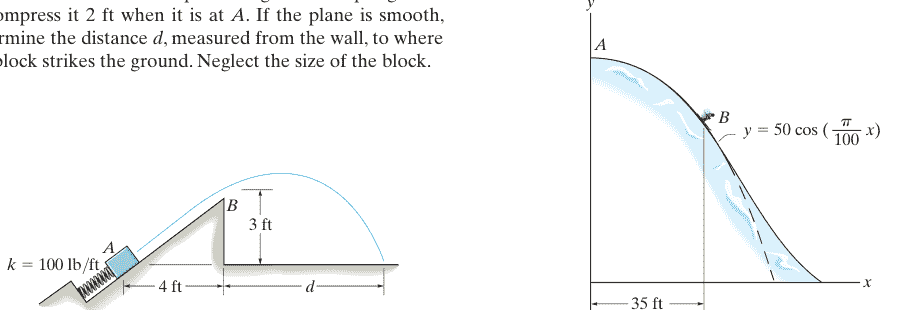 ompress it 2 ft when it is at A. If the plane is smooth,
rmine the distance d, measured from the wall, to where
block strikes the ground. Neglect the size of the block.
A
B
3 ft
k = 100 lb/ft
4 ft
d
y
A
B
y = 50 cos (π/100 x)
x
35 ft